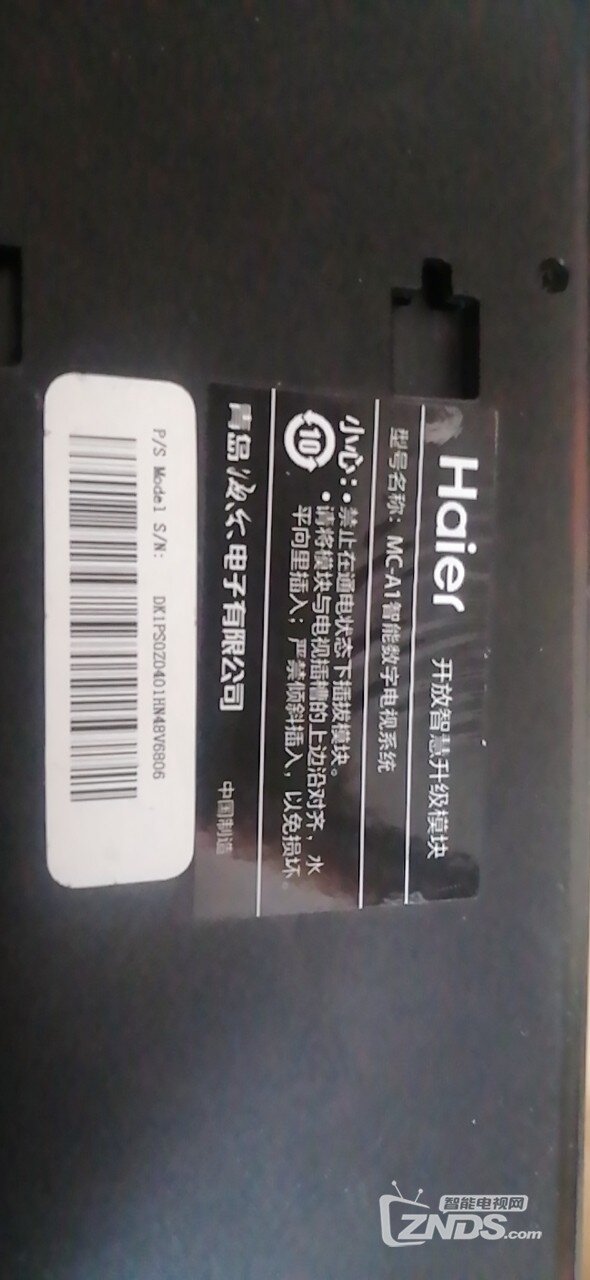 Haier 开放智慧升级模块
型号名称：MC-A1智能数字电视系统
小心：• 禁止在通电状态下插拔模块。
• 请将模块与电视插槽的上边沿对齐，水
平向里插入；严禁倾斜插入，以免损坏。
10
青岛海尔电子有限公司 中国制造
P/S Model S/N: DK1PS0Z0401HN48V6806
智能电视网
ZNDS.com